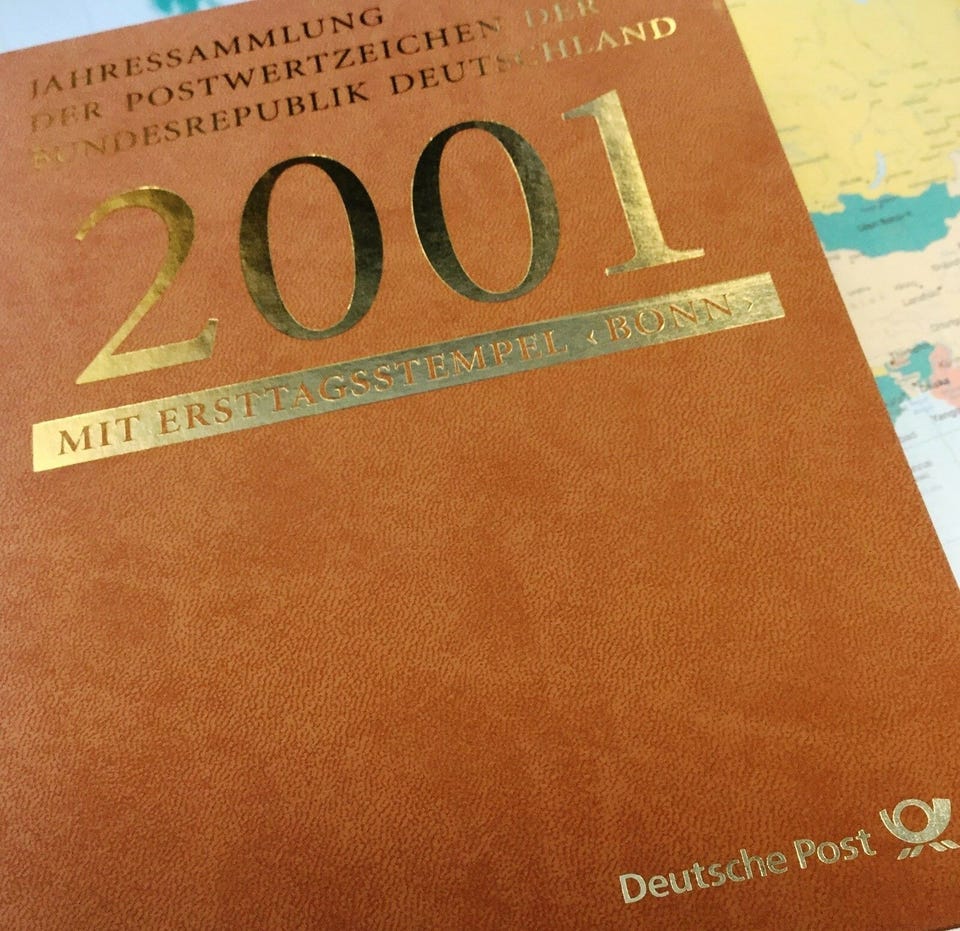 JAHRESSAMMLUNG
DER POSTWERTZEICHEN DER
BUNDESREPUBLIK DEUTSCHLAND
2001
MIT ERSTTAGSSTEMPEL ‹BONN›
Deutsche Post